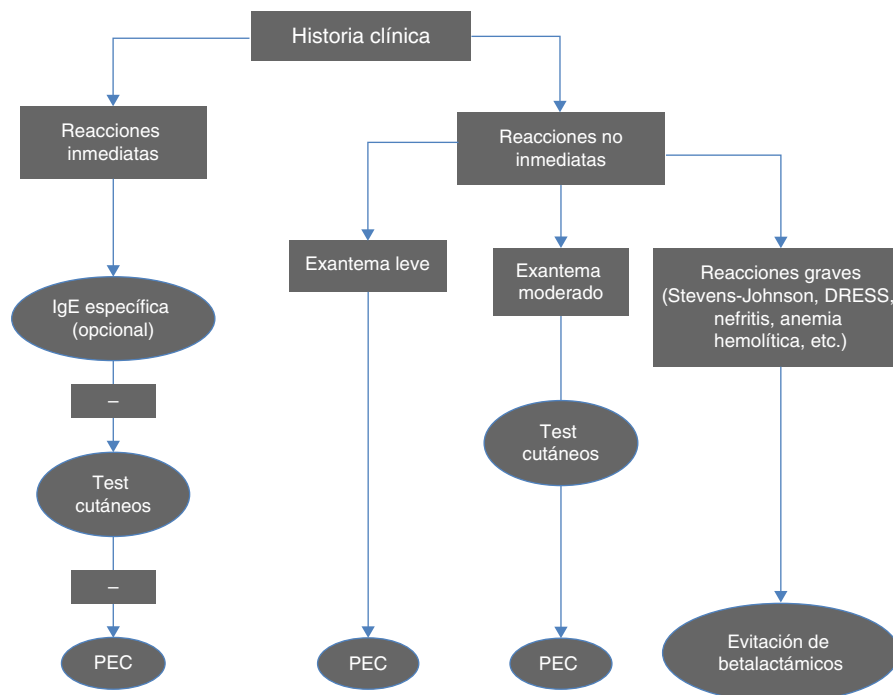 Historia clínica
Reacciones
inmediatas
Reacciones no
inmediatas
Exantema leve
Exantema
moderado
Reacciones graves
(Stevens-Johnson, DRESS,
nefritis, anemia
hemolítica, etc.)
IgE específica
(opcional)
–
Test
cutáneos
Test
cutáneos
–
PEC
PEC
PEC
Evitación de
betalactámicos